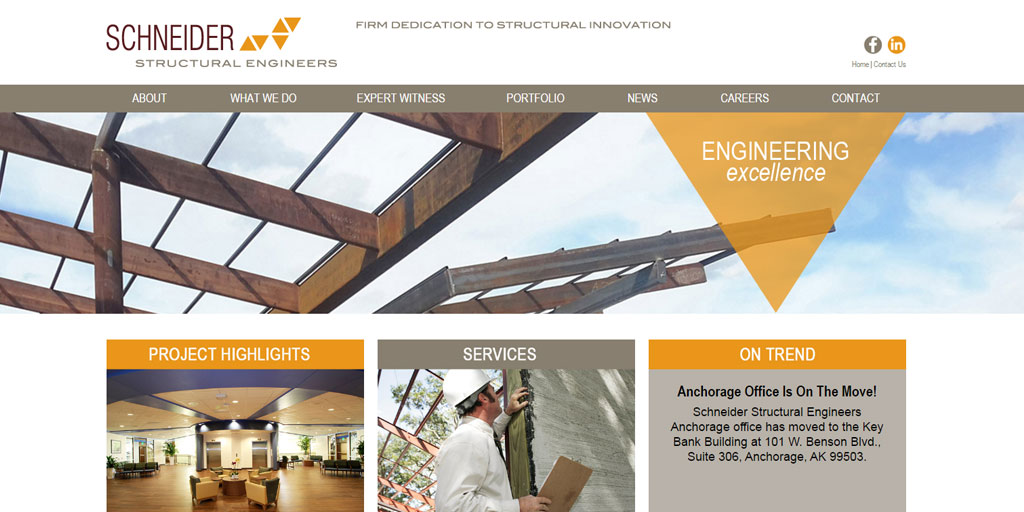 SCHNEIDER
STRUCTURAL ENGINEERS
FIRM DEDICATION TO STRUCTURAL INNOVATION
f
in
Home | Contact Us
ABOUT WHAT WE DO EXPERT WITNESS PORTFOLIO NEWS CAREERS CONTACT
ENGINEERING
excellence
PROJECT HIGHLIGHTS
SERVICES
ON TREND
Anchorage Office Is On The Move!
Schneider Structural Engineers
Anchorage office has moved to the Key
Bank Building at 101 W. Benson Blvd.,
Suite 306, Anchorage, AK 99503.